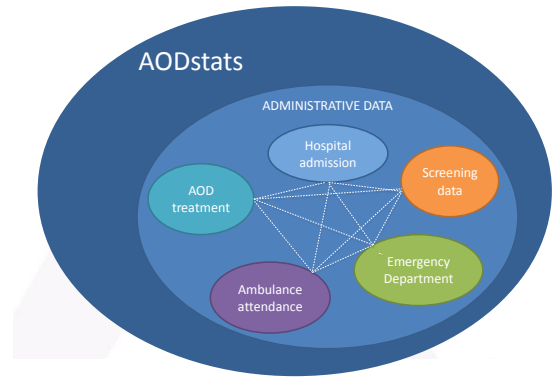 AODstats
ADMINISTRATIVE DATA
Hospital
admission
Screening
data
AOD
treatment
Emergency
Department
Ambulance
attendance